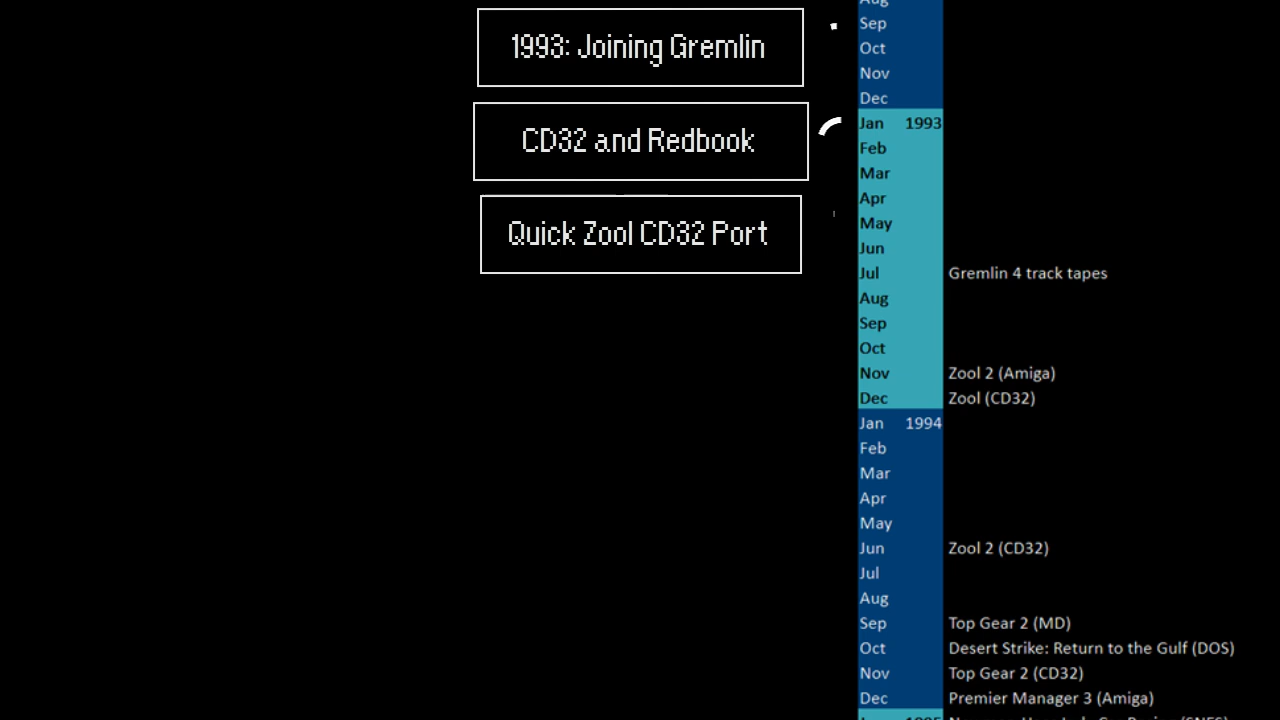 1993: Joining Gremlin
CD32 and Redbook
Quick Zool CD32 Port
Aug
Sep
Oct
Nov
Dec
Jan 1993
Feb
Mar
Apr
May
Jun
Jul Gremlin 4 track tapes
Aug
Sep
Oct
Nov Zool 2 (Amiga)
Dec Zool (CD32)
Jan 1994
Feb
Mar
Apr
May
Jun Zool 2 (CD32)
Jul
Aug
Sep Top Gear 2 (MD)
Oct Desert Strike: Return to the Gulf (DOS)
Nov Top Gear 2 (CD32)
Dec Premier Manager 3 (Amiga)
Jan 1995